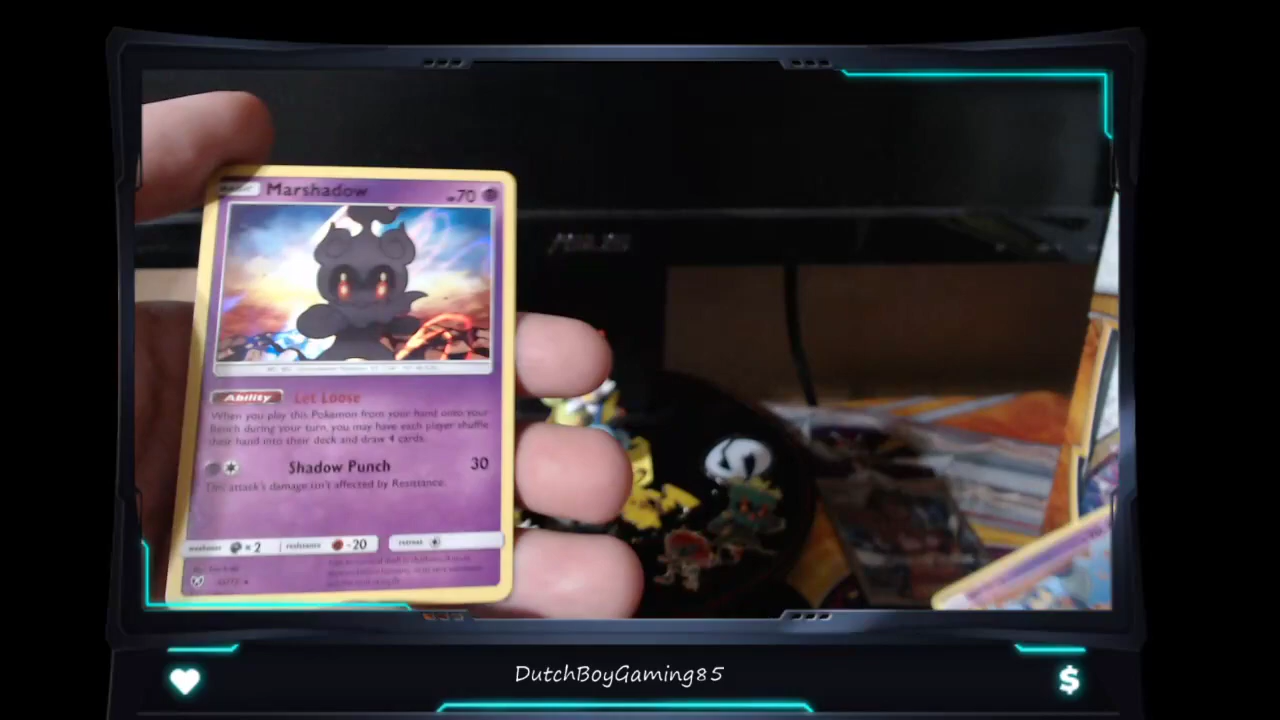 Marshadow
70
Ability Let Loose
When you play this Pokémon from your hand onto your
Bench during your turn, you may have each player shuffle
their hand into their deck and draw 4 cards.
Shadow Punch 30
This attack's damage isn't affected by Resistance.
weakness ×2 resistance -20 retreat
DutchBoyGaming85
$